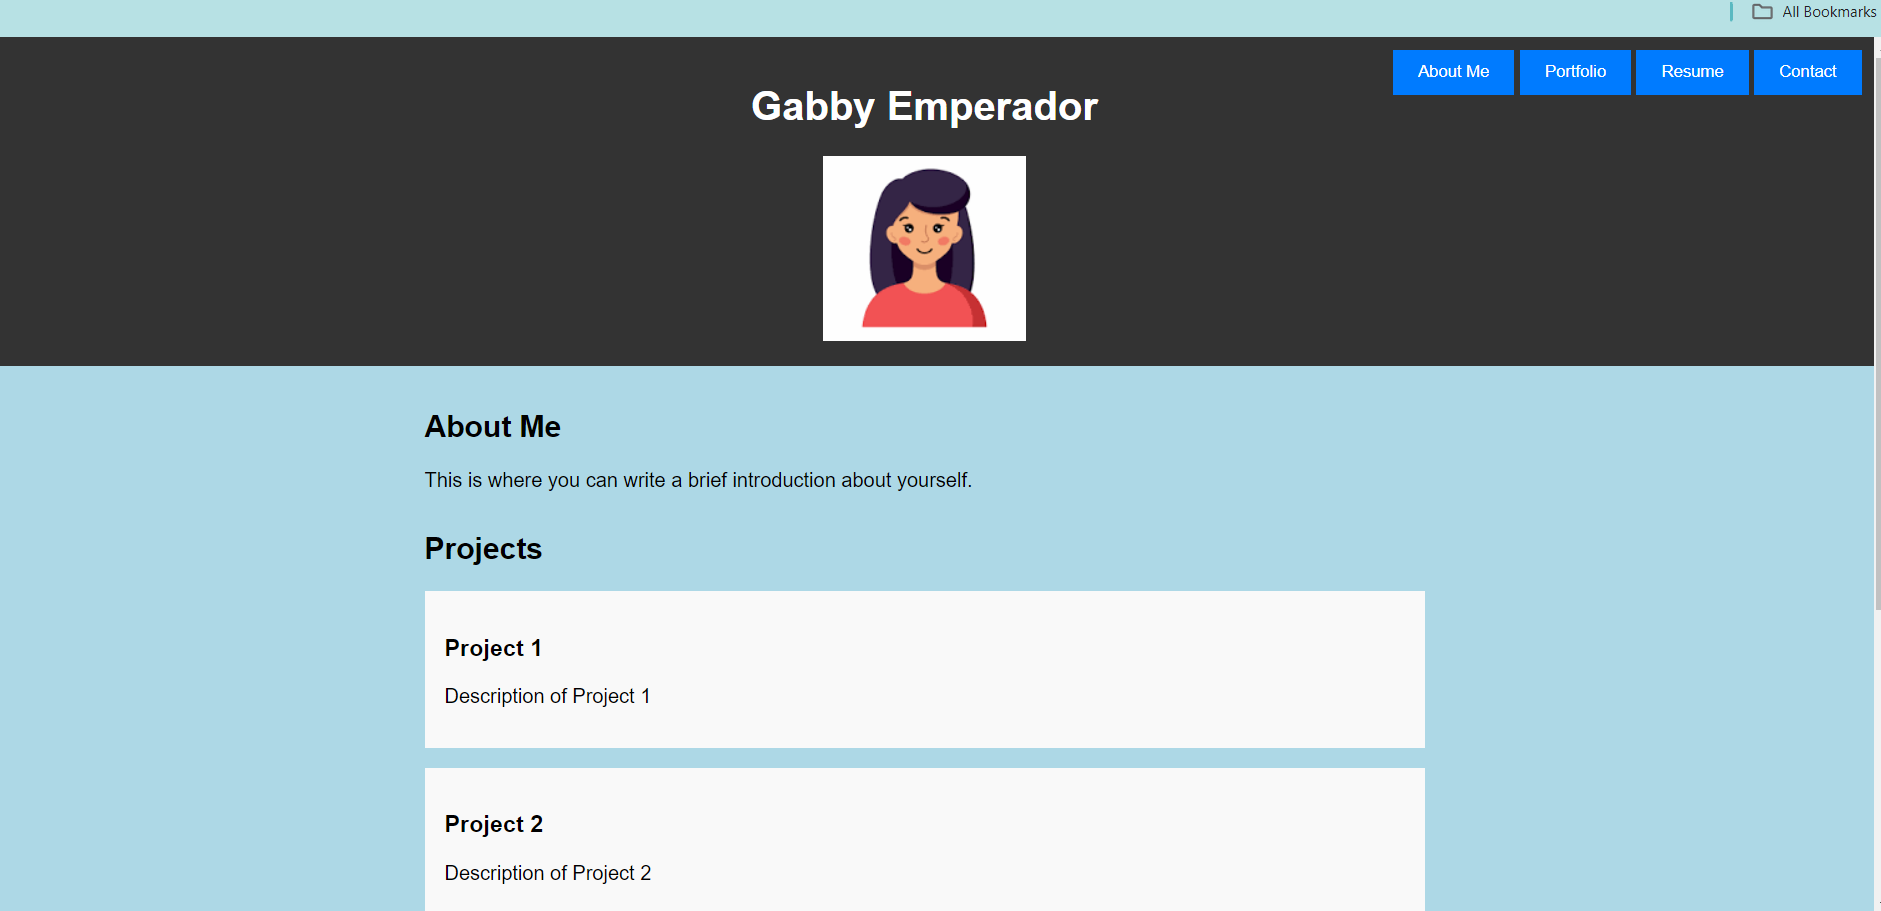 All Bookmarks
About Me Portfolio Resume Contact
Gabby Emperador
About Me
This is where you can write a brief introduction about yourself.
Projects
Project 1
Description of Project 1
Project 2
Description of Project 2